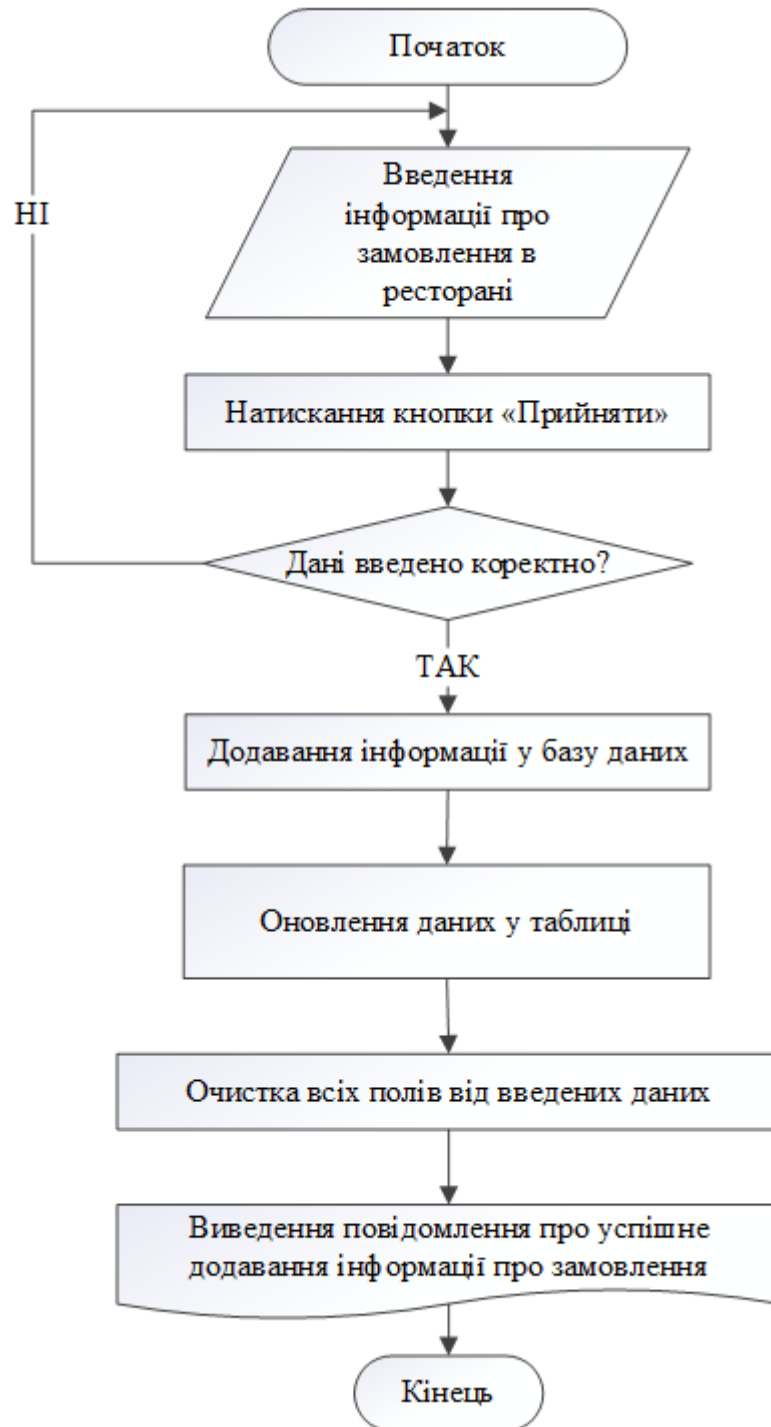 Початок
НІ
Введення
інформації про
замовлення в
ресторані
Натискання кнопки «Прийняти»
Дані введено коректно?
ТАК
Додавання інформації у базу даних
Оновлення даних у таблиці
Очистка всіх полів від введених даних
Виведення повідомлення про успішне
додавання інформації про замовлення
Кінець